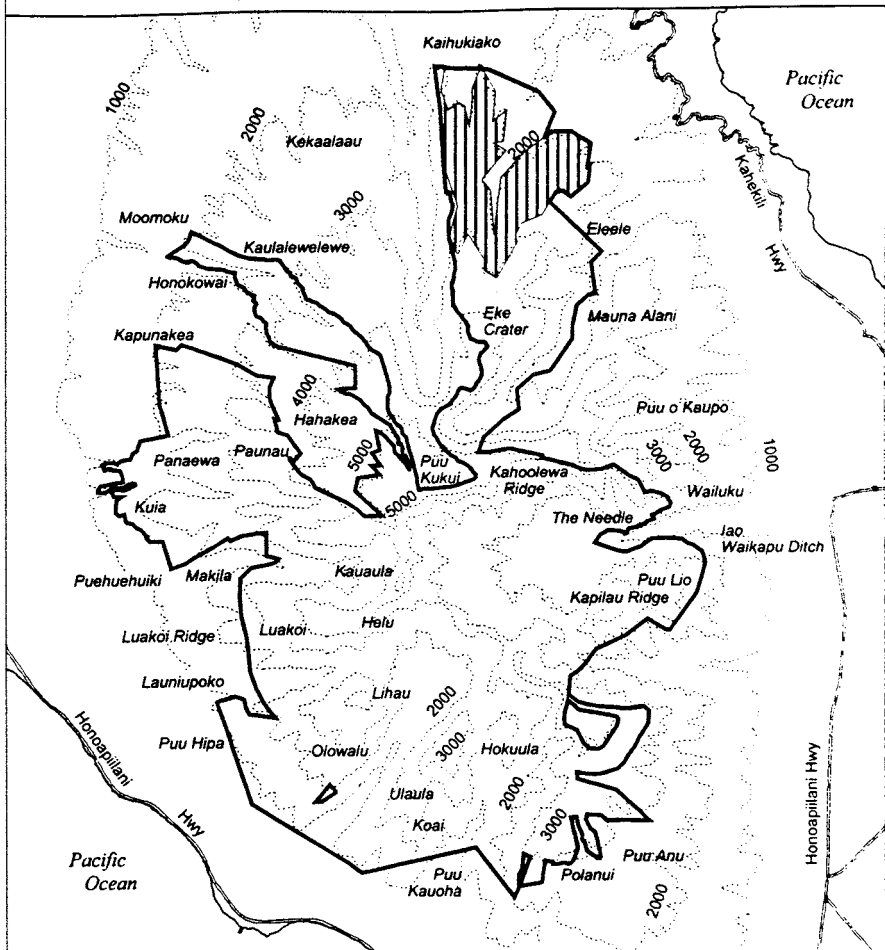 Kaihukiako
Pacific
Ocean
1000
2000
Kekaalaau
2000
3000
Kahekili
Hwy
Moomoku
Kaulalewelewe
Eleele
Honokowai
Eke
Crater
Mauna Alani
Kapunakea
4000
Hahakea
Puu o Kaupo
3000
2000
1000
Panaewa
Paunau
5000
5000
Puu
Kukui
Kahoolewa
Ridge
Wailuku
Kuia
The Needle
Iao
Waikapu Ditch
Puehuehuiki
Makila
Kauaula
Puu Lio
Kapilau Ridge
Luakoi Ridge
Luakoi
Helu
Launiupoko
Lihau
2000
Honoapiilani
Hwy
Puu Hipa
Olowalu
3000
Hokuula
Honoapiilani Hwy
Ulaula
2000
Koai
3000
Pacific
Ocean
Puu
Kauoha
Polanui
Puu Anu
2000